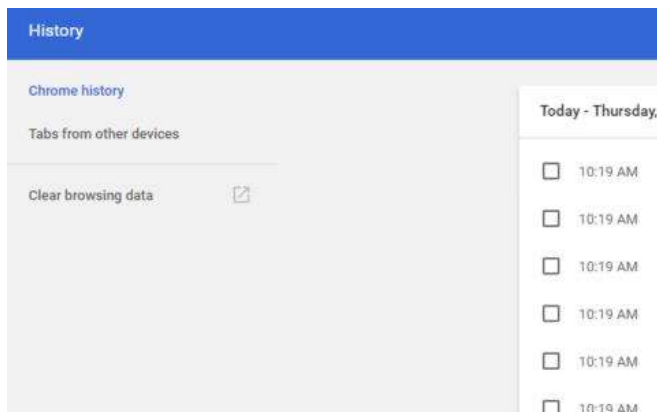 History
Chrome history
Tabs from other devices
Clear browsing data
Today - Thursday,
10:19 AM
10:19 AM
10:19 AM
10:19 AM
10:19 AM
10:19 AM